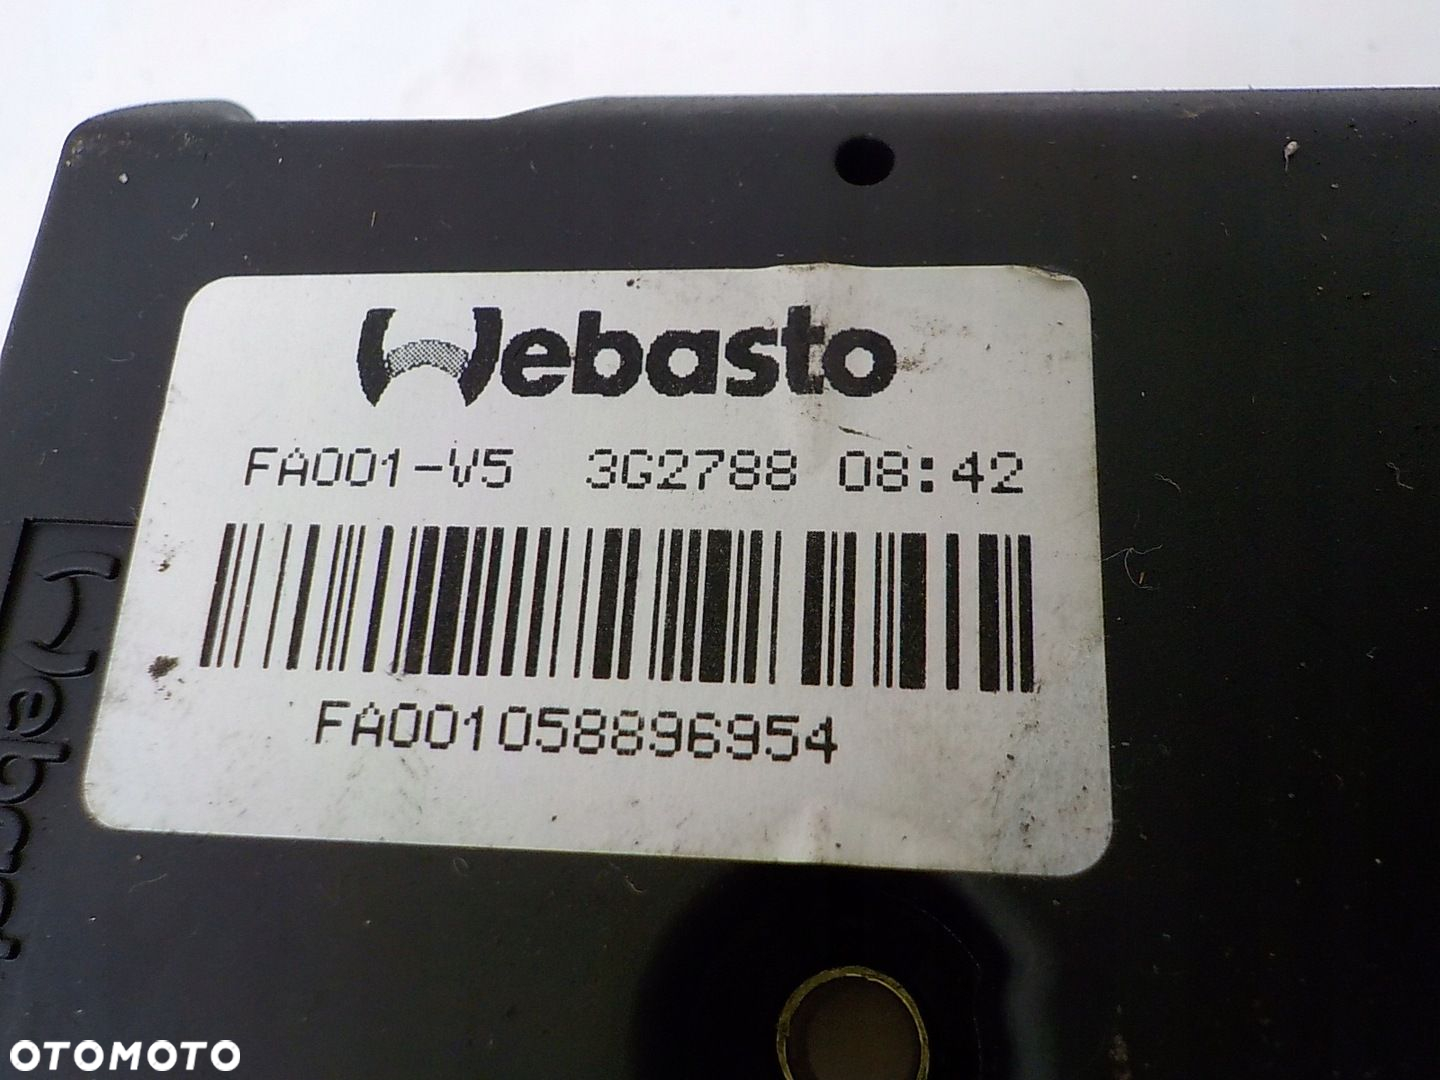 Webasto
FA001-V5 3G2788 08:42
FA001058896954
Webasto
OTOMOTO